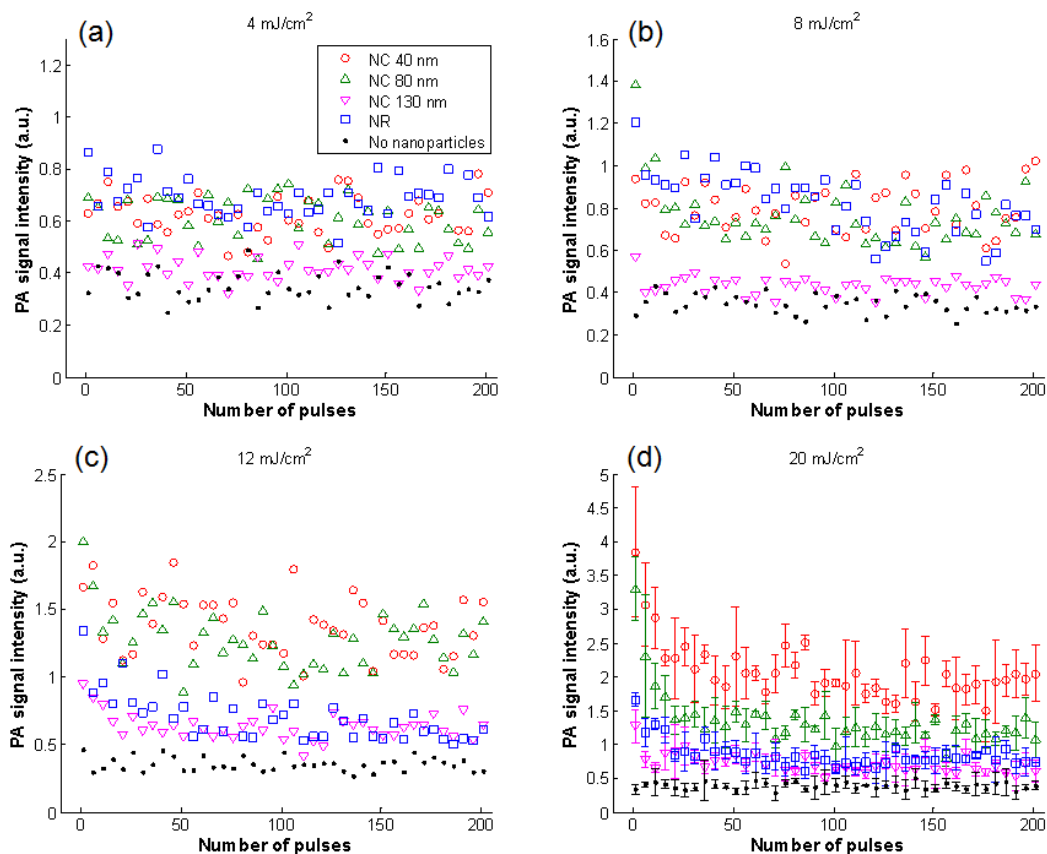 (a)
4 mJ/cm²
PA signal intensity (a.u.)
1.2
1
0.8
0.6
0.4
0.2
0
0
50
100
150
200
Number of pulses
NC 40 nm
NC 80 nm
NC 130 nm
NR
No nanoparticles
(b)
8 mJ/cm²
PA signal intensity (a.u.)
1.6
1.4
1.2
1
0.8
0.6
0.4
0.2
0
0
50
100
150
200
Number of pulses
(c)
12 mJ/cm²
PA signal intensity (a.u.)
2.5
2
1.5
1
0.5
0
0
50
100
150
200
Number of pulses
(d)
20 mJ/cm²
PA signal intensity (a.u.)
5
4.5
4
3.5
3
2.5
2
1.5
1
0.5
0
0
50
100
150
200
Number of pulses